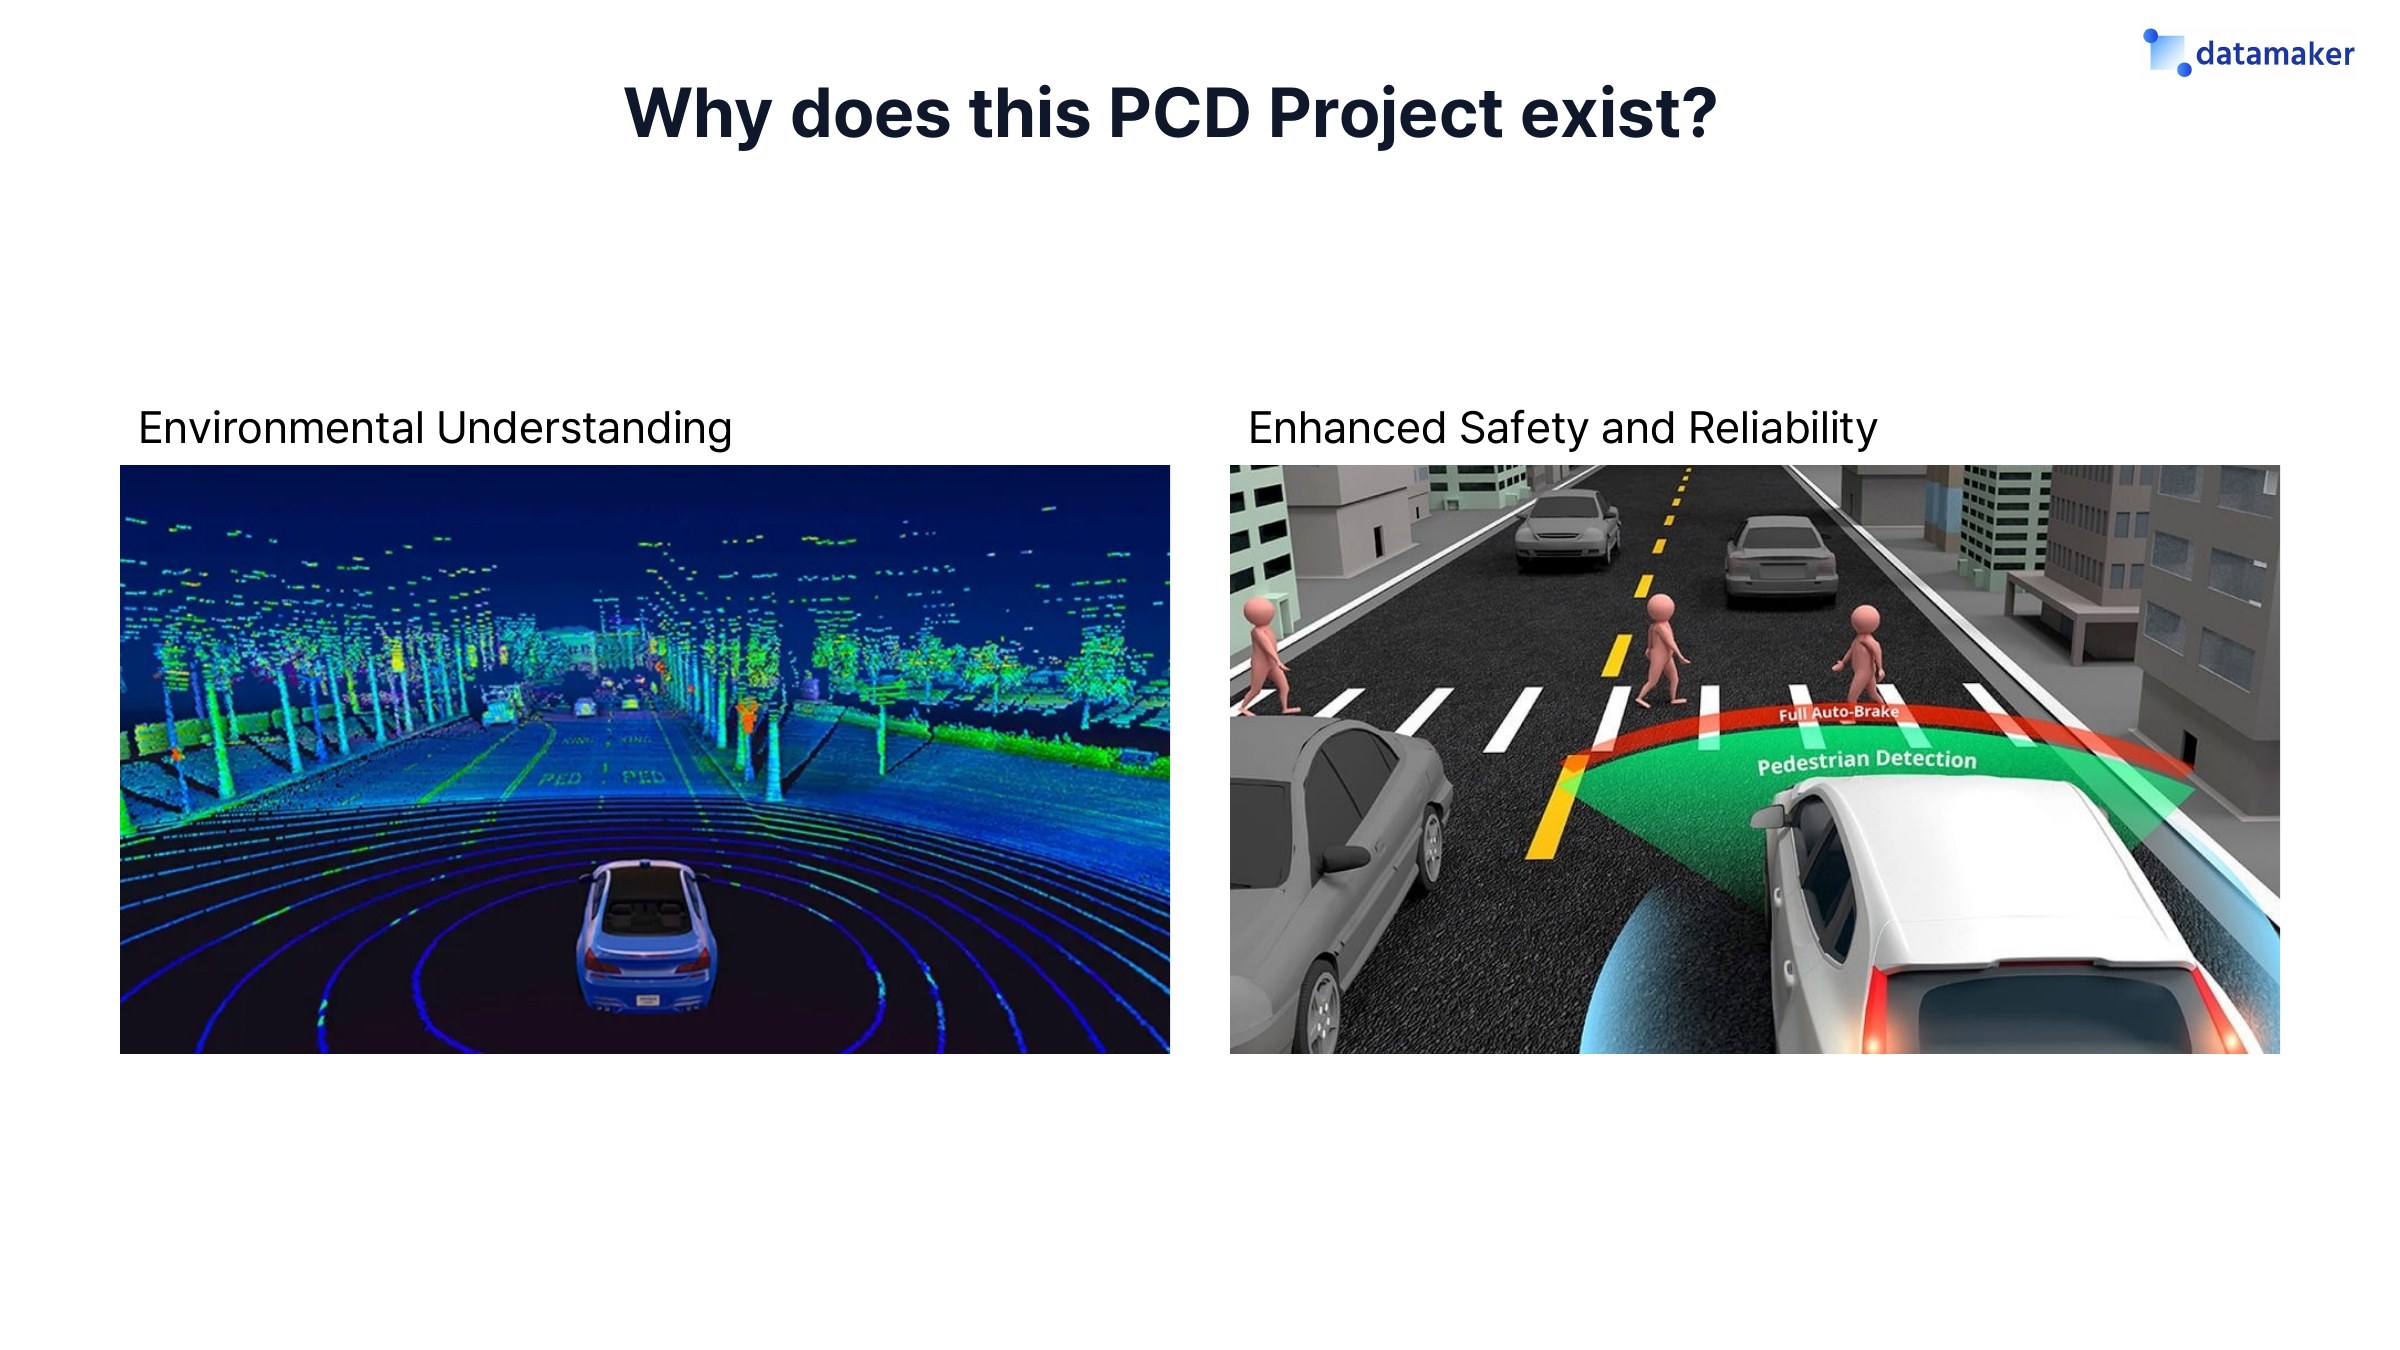 datamaker
Why does this PCD Project exist?
Environmental Understanding
Enhanced Safety and Reliability
PED PED
Full Auto-Brake
Pedestrian Detection